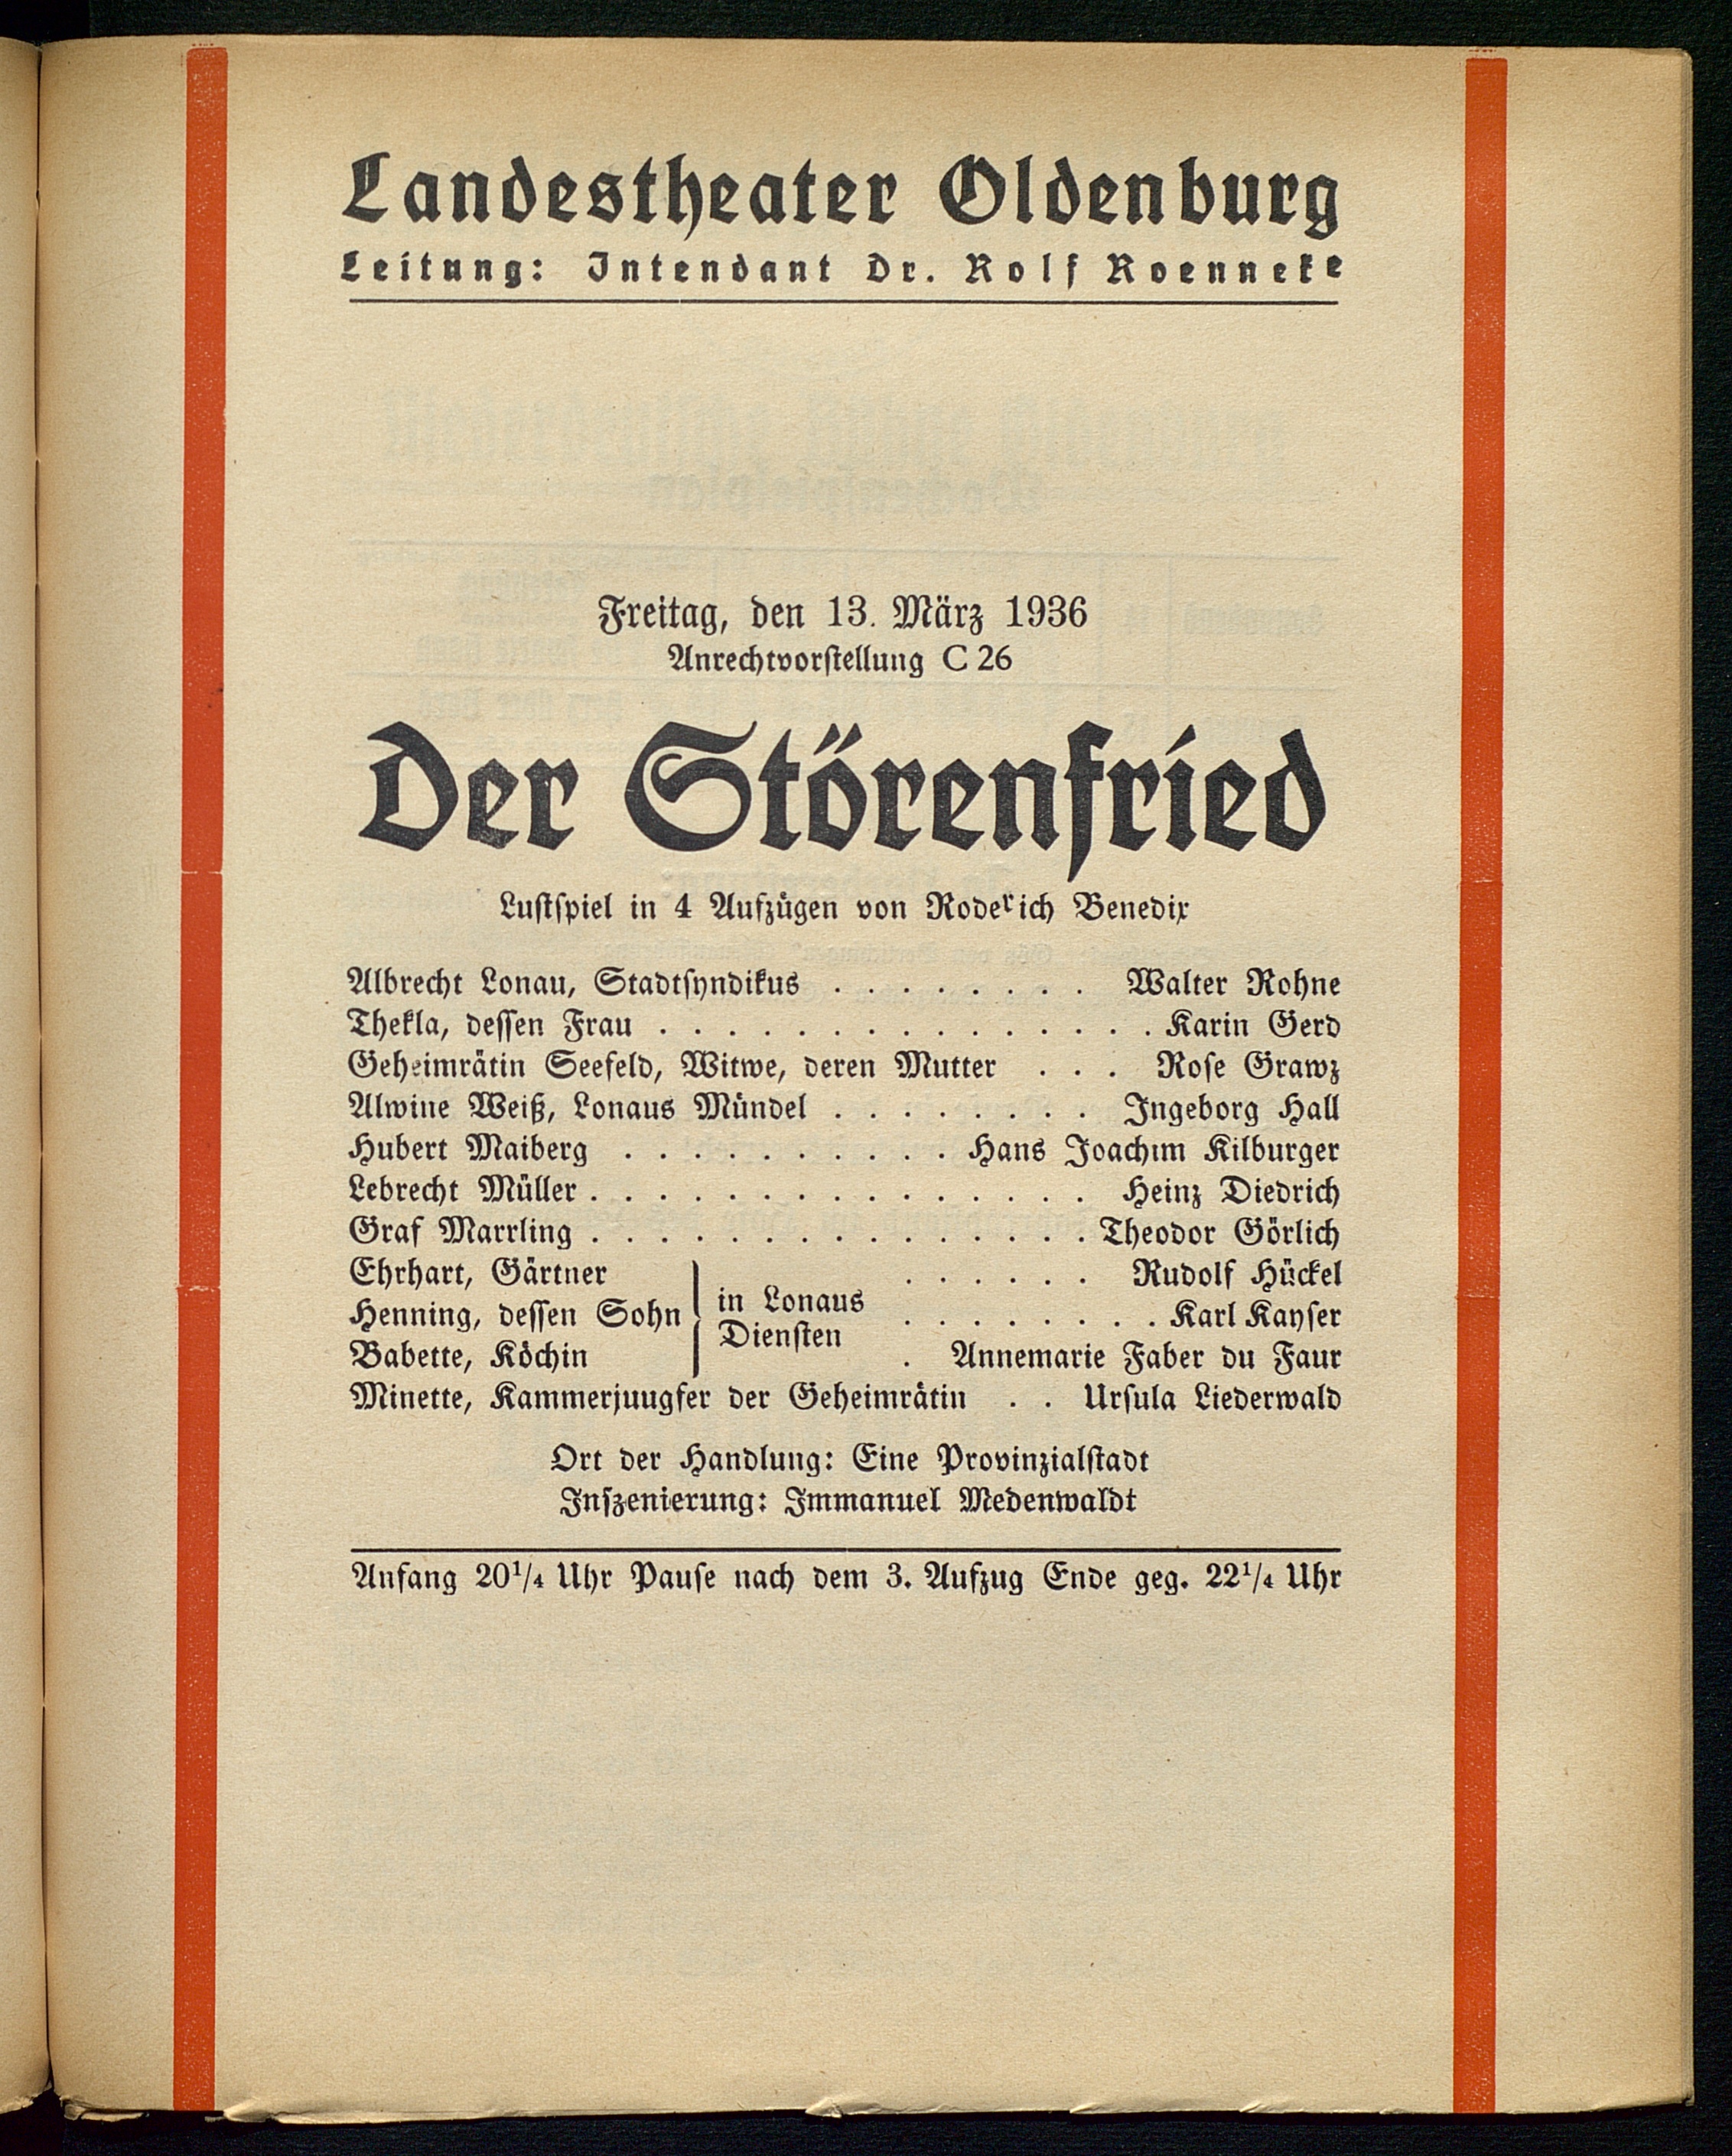 Landestheater Oldenburg
Leitung: Intendant Dr. Rolf Roenneke
Freitag, den 13. März 1936
Anrechtvorstellung C 26
Der Störenfried
Lustspiel in 4 Aufzügen von Roderich Benedix
Albrecht Lonau, Stadtsyndikus . . . . . . . . Walter Rohne
Thekla, dessen Frau . . . . . . . . . . . . . . . Karin Gerd
Geheimrätin Seefeld, Witwe, deren Mutter . . . Rose Grawz
Alwine Weiß, Lonaus Mündel . . . . . . . . Ingeborg Hall
Hubert Maiberg . . . . . . . . . . Hans Joachim Kilburger
Lebrecht Müller . . . . . . . . . . . . . . . Heinz Diedrich
Graf Marrling . . . . . . . . . . . . . . . Theodor Görlich
Ehrhart, Gärtner . . . . . . Rudolf Hückel
in Lonaus
Henning, dessen Sohn . . . . . . . . Karl Kayser
Diensten
Babette, Köchin . Annemarie Faber du Faur
Minette, Kammerjuugfer der Geheimrätin . . Ursula Liederwald
Ort der Handlung: Eine Provinzialstadt
Inszenierung: Immanuel Medenwaldt
Anfang 20¹/₄ Uhr Pause nach dem 3. Aufzug Ende geg. 22¹/₄ Uhr